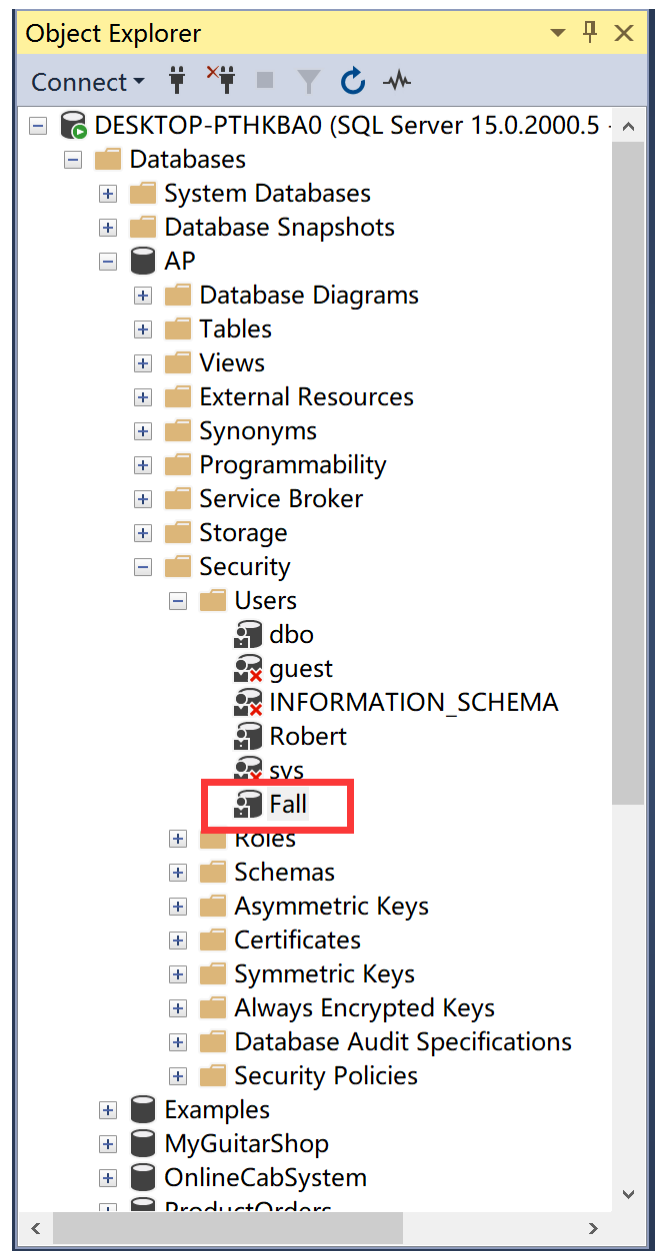 Object Explorer
Connect
DESKTOP-PTHKBA0 (SQL Server 15.0.2000.5 -
Databases
System Databases
Database Snapshots
AP
Database Diagrams
Tables
Views
External Resources
Synonyms
Programmability
Service Broker
Storage
Security
Users
dbo
guest
INFORMATION_SCHEMA
Robert
sys
Fall
Roles
Schemas
Asymmetric Keys
Certificates
Symmetric Keys
Always Encrypted Keys
Database Audit Specifications
Security Policies
Examples
MyGuitarShop
OnlineCabSystem
ProductOrders